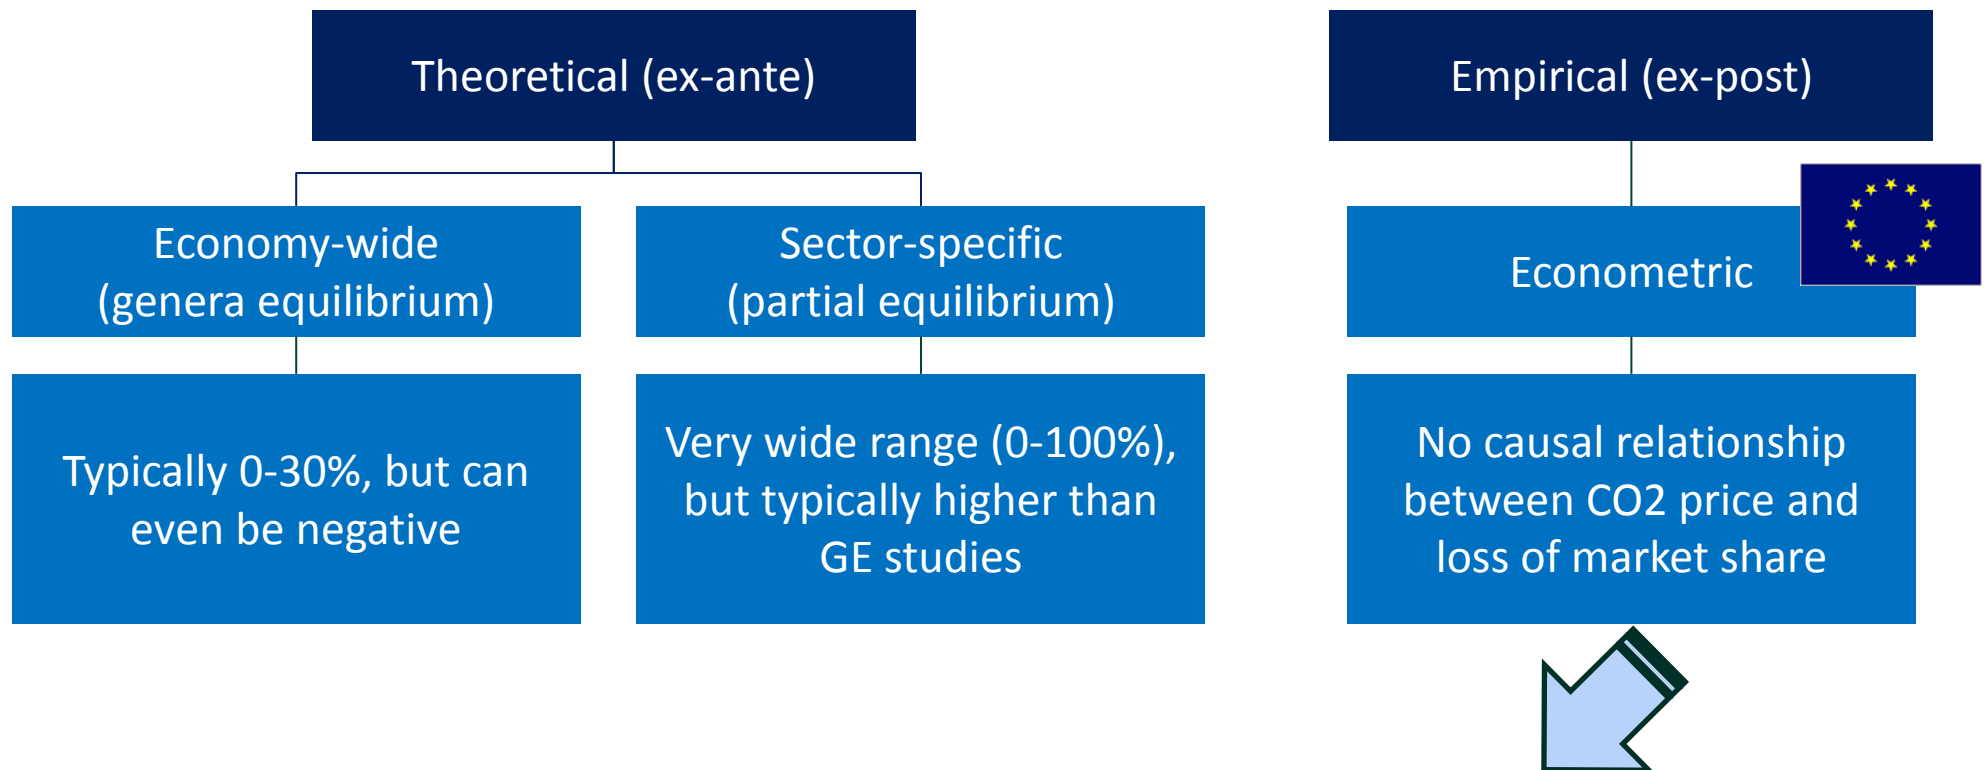 Theoretical (ex-ante)
Economy-wide
(genera equilibrium)
Typically 0-30%, but can
even be negative
Sector-specific
(partial equilibrium)
Very wide range (0-100%),
but typically higher than
GE studies
Empirical (ex-post)
Econometric
No causal relationship
between CO2 price and
loss of market share